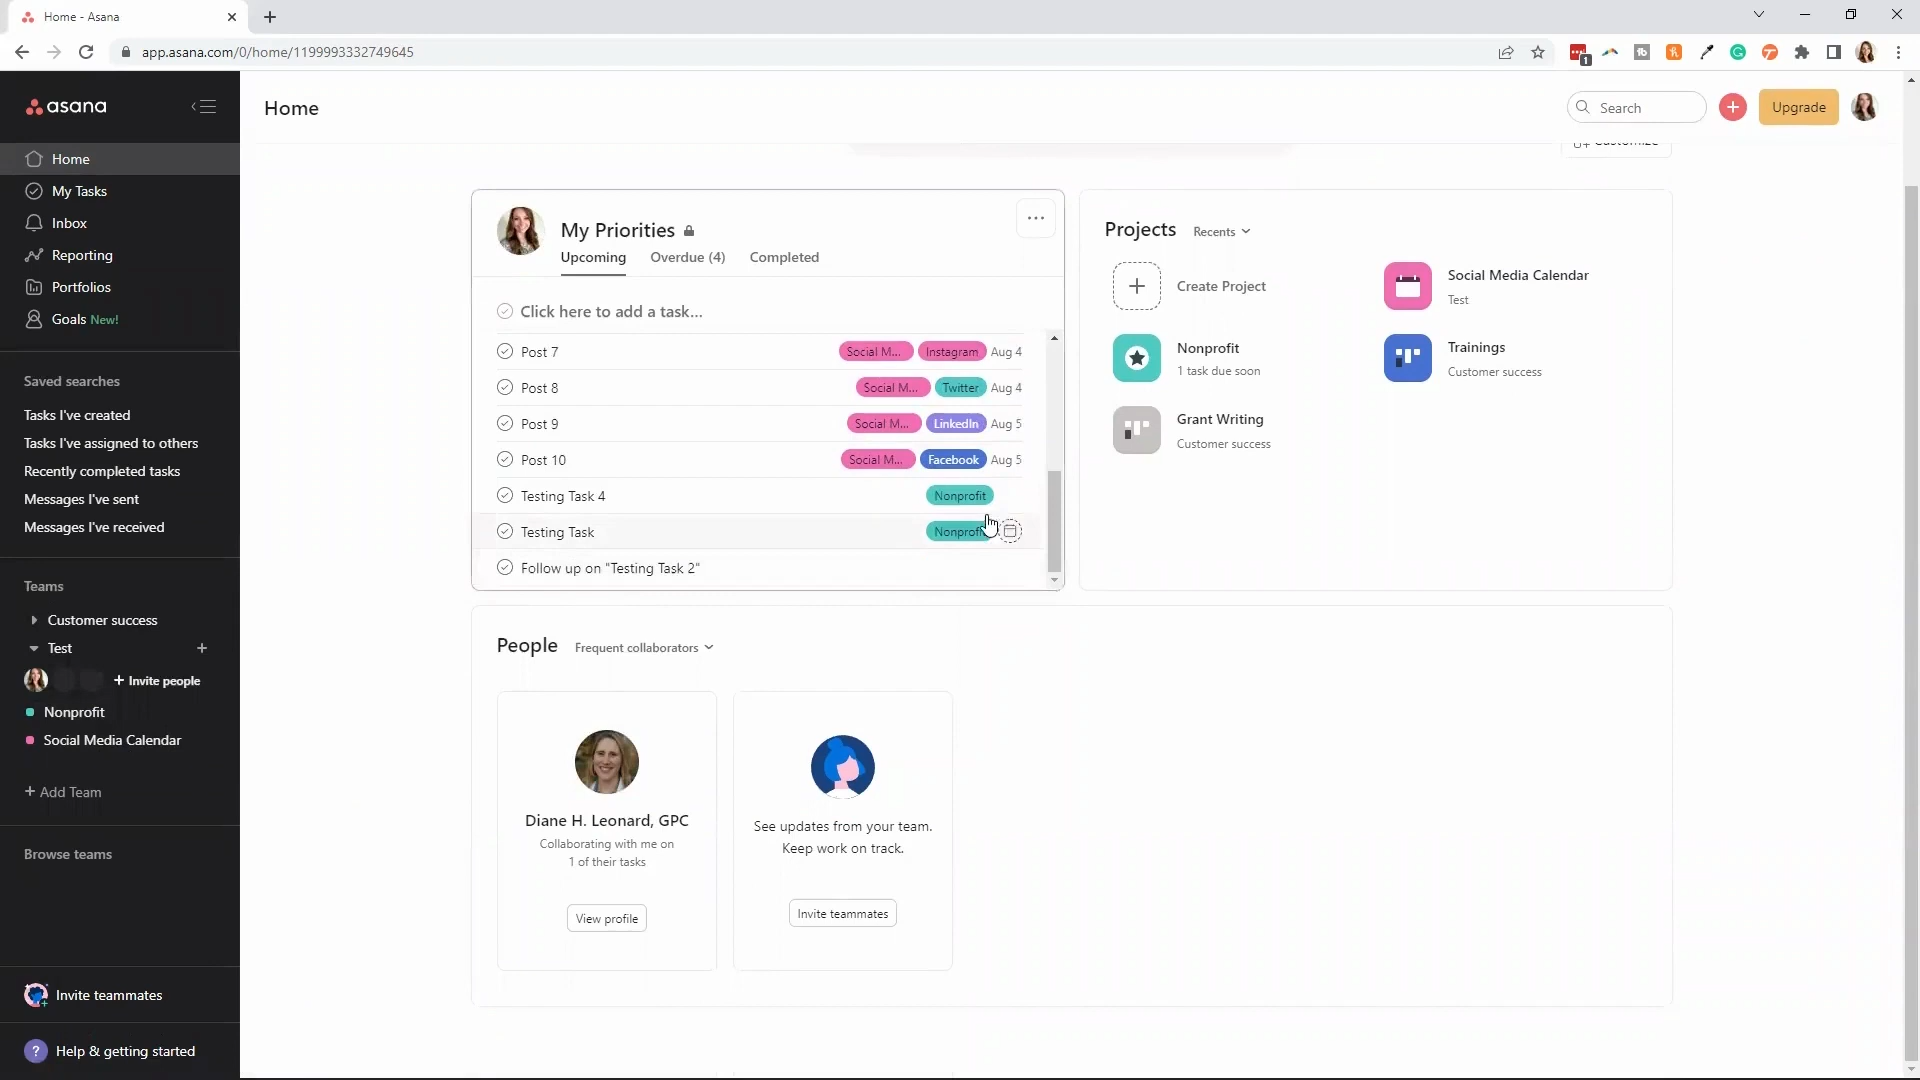 Home - Asana
app.asana.com/0/home/1199993332749645
1
asana
Home
My Tasks
Inbox
Reporting
Portfolios
Goals New!
Saved searches
Tasks I've created
Tasks I've assigned to others
Recently completed tasks
Messages I've sent
Messages I've received
Teams
Customer success
Test
+ Invite people
Nonprofit
Social Media Calendar
+ Add Team
Browse teams
Invite teammates
? Help & getting started
Home
Search
Upgrade
Customize
My Priorities
Upcoming Overdue (4) Completed
Click here to add a task...
Post 7 Social M... Instagram Aug 4
Post 8 Social M... Twitter Aug 4
Post 9 Social M... LinkedIn Aug 5
Post 10 Social M... Facebook Aug 5
Testing Task 4 Nonprofit
Testing Task Nonprofit
Follow up on "Testing Task 2"
Projects Recents
Create Project
Social Media Calendar
Test
Nonprofit
1 task due soon
Trainings
Customer success
Grant Writing
Customer success
People Frequent collaborators
Diane H. Leonard, GPC
Collaborating with me on
1 of their tasks
View profile
See updates from your team.
Keep work on track.
Invite teammates